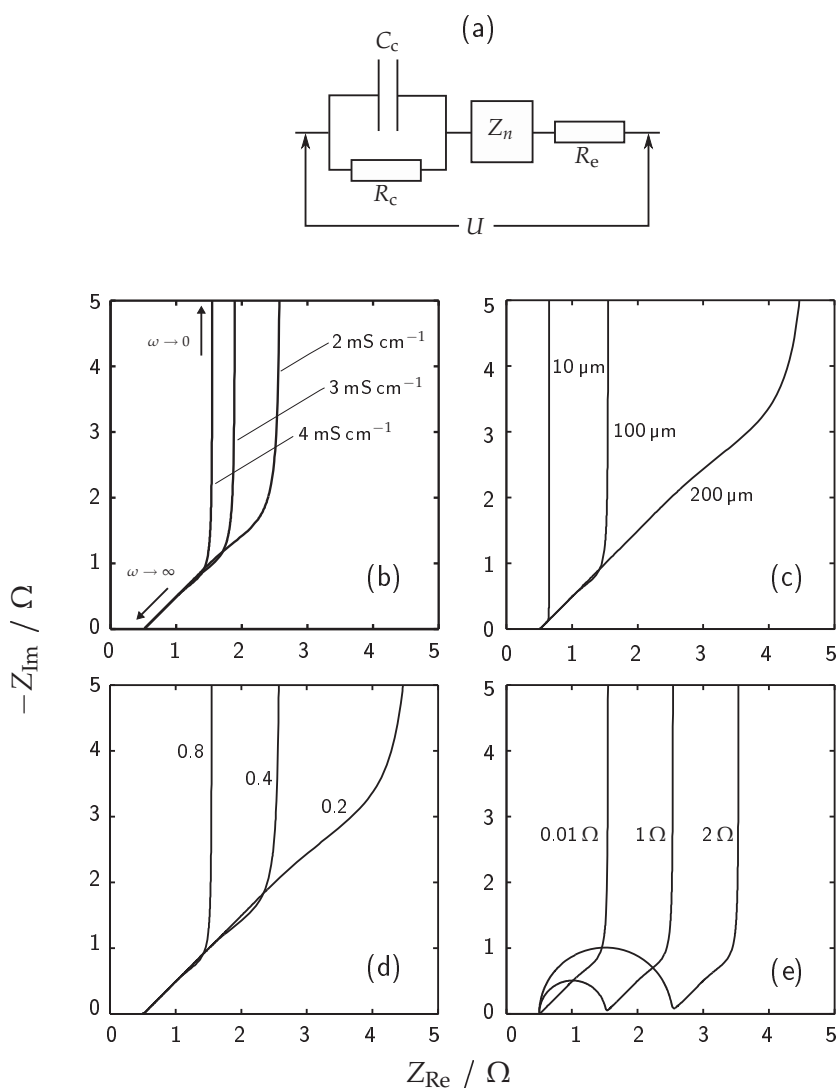 (a)
C_c
Z_n
R_e
R_c
U
5
4
3
2
1
0
0 1 2 3 4 5
ω → 0
ω → ∞
2 mS cm⁻¹
3 mS cm⁻¹
4 mS cm⁻¹
(b)
5
4
3
2
1
0
0 1 2 3 4 5
10 µm
100 µm
200 µm
(c)
−Z_Im / Ω
5
4
3
2
1
0
0 1 2 3 4 5
0.8
0.4
0.2
(d)
5
4
3
2
1
0
0 1 2 3 4 5
0.01 Ω 1 Ω 2 Ω
(e)
Z_Re / Ω